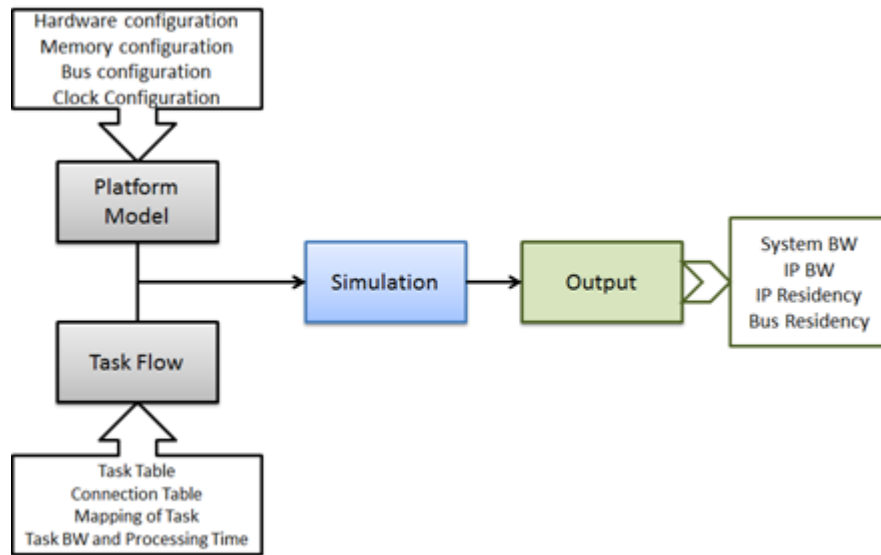 Hardware configuration
Memory configuration
Bus configuration
Clock Configuration
Platform
Model
Simulation
Output
System BW
IP BW
IP Residency
Bus Residency
Task Flow
Task Table
Connection Table
Mapping of Task
Task BW and Processing Time